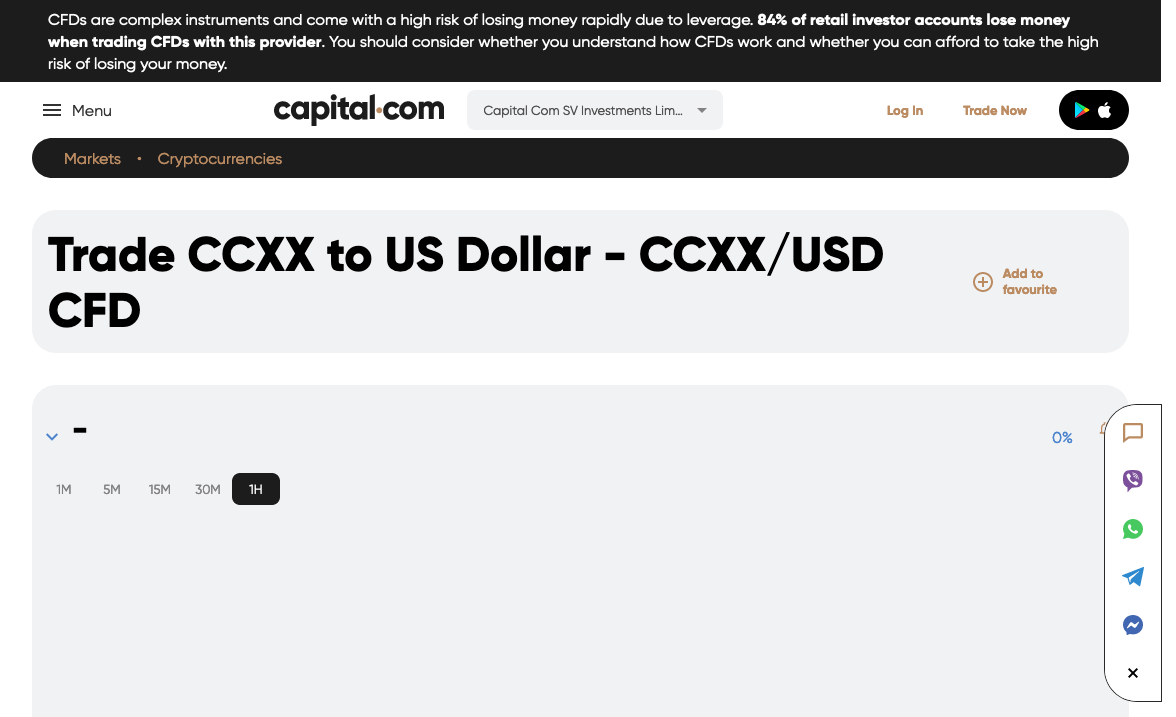 CFDs are complex instruments and come with a high risk of losing money rapidly due to leverage. 84% of retail investor accounts lose money
when trading CFDs with this provider. You should consider whether you understand how CFDs work and whether you can afford to take the high
risk of losing your money.
Menu
capital.com
Capital Com SV Investments Lim...
Log In
Trade Now
Markets • Cryptocurrencies
Trade CCXX to US Dollar - CCXX/USD
CFD
Add to
favourite
-
0%
1M 5M 15M 30M 1H